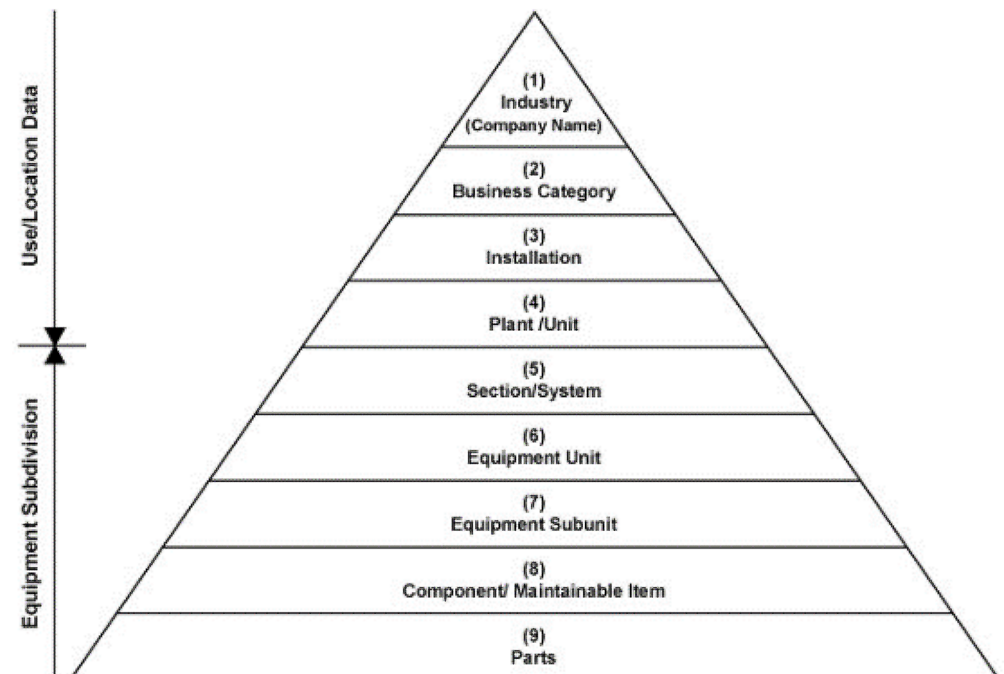 Use/Location Data
Equipment Subdivision
(1)
Industry
(Company Name)
(2)
Business Category
(3)
Installation
(4)
Plant /Unit
(5)
Section/System
(6)
Equipment Unit
(7)
Equipment Subunit
(8)
Component/ Maintainable Item
(9)
Parts